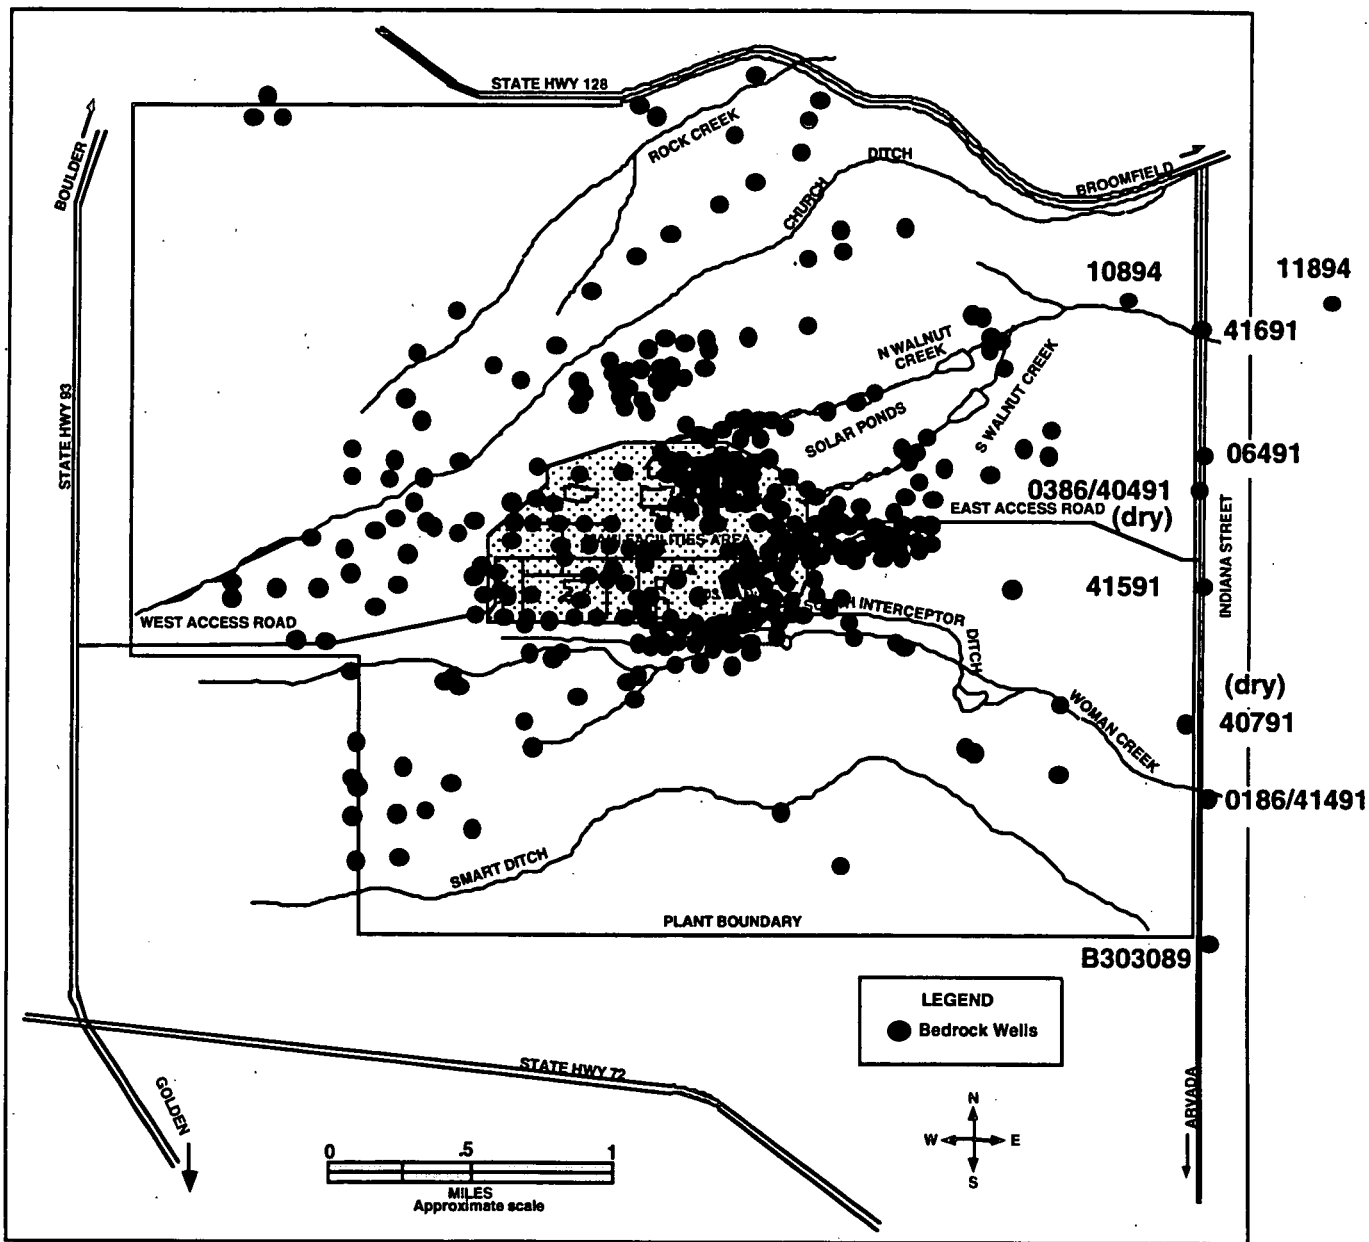 STATE HWY 128
ROCK CREEK
DITCH
CHURCH
BROOMFIELD
BOULDER
10894
11894
41691
N WALNUT
CREEK
S WALNUT CREEK
SOLAR PONDS
STATE HWY 93
06491
0386/40491
(dry)
EAST ACCESS ROAD
INDIANA STREET
FACILITIES AREA
41591
INTERCEPTOR
DITCH
WEST ACCESS ROAD
(dry)
40791
WOMAN CREEK
0186/41491
SMART DITCH
PLANT BOUNDARY
B303089
LEGEND
Bedrock Wells
STATE HWY 72
GOLDEN
ARVADA
N
W E
S
0 .5 1
MILES
Approximate scale